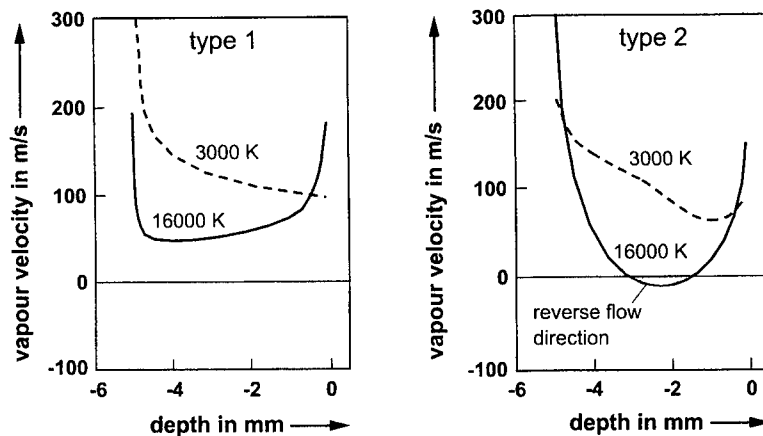 300
200
100
0
-100
vapour velocity in m/s
type 1
3000 K
16000 K
-6
-4
-2
0
depth in mm
300
200
100
0
-100
vapour velocity in m/s
type 2
3000 K
16000 K
reverse flow
direction
-6
-4
-2
0
depth in mm